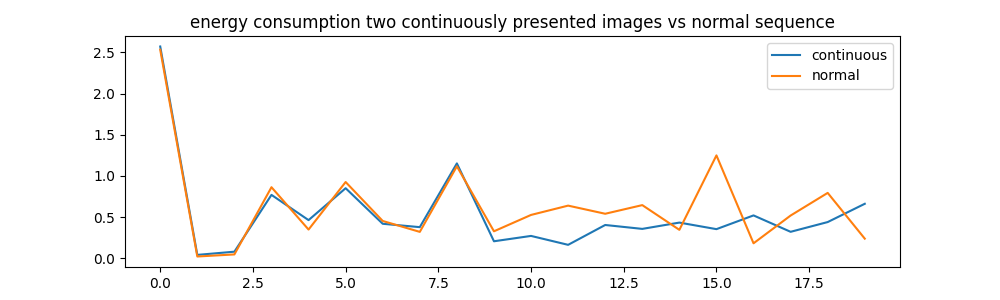 energy consumption two continuously presented images vs normal sequence
2.5
2.0
1.5
1.0
0.5
0.0
continuous
normal
0.0 2.5 5.0 7.5 10.0 12.5 15.0 17.5